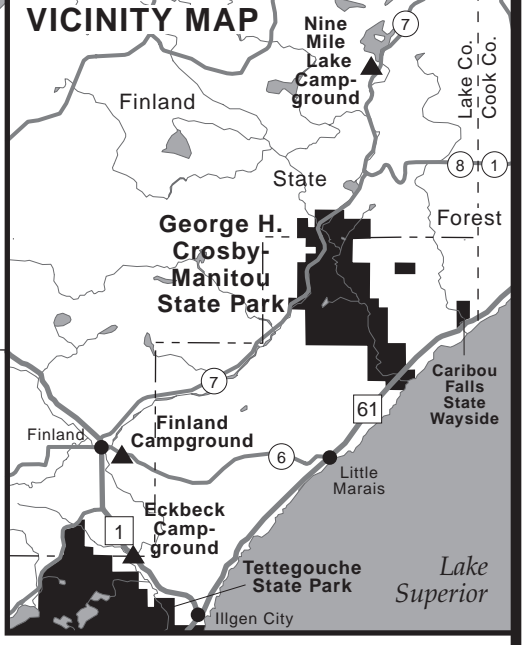 VICINITY MAP
Nine
Mile
Lake
Camp-
ground
7
Lake Co.
Cook Co.
Finland
State
8
1
Forest
George H.
Crosby-
Manitou
State Park
7
Caribou
Falls
State
Wayside
61
Finland
Finland
Campground
6
Little
Marais
1
Eckbeck
Camp-
ground
Tettegouche
State Park
Lake
Superior
Illgen City